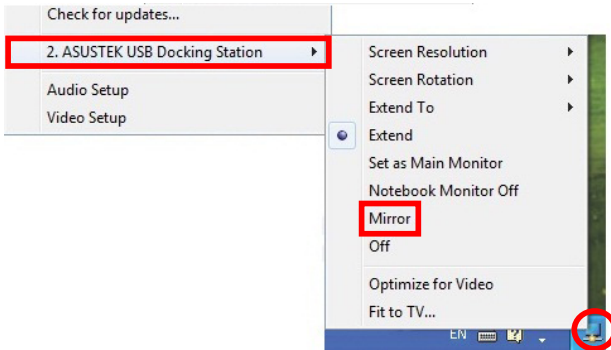 Check for updates...
2. ASUSTEK USB Docking Station
Audio Setup
Video Setup
Screen Resolution
Screen Rotation
Extend To
Extend
Set as Main Monitor
Notebook Monitor Off
Mirror
Off
Optimize for Video
Fit to TV...
EN